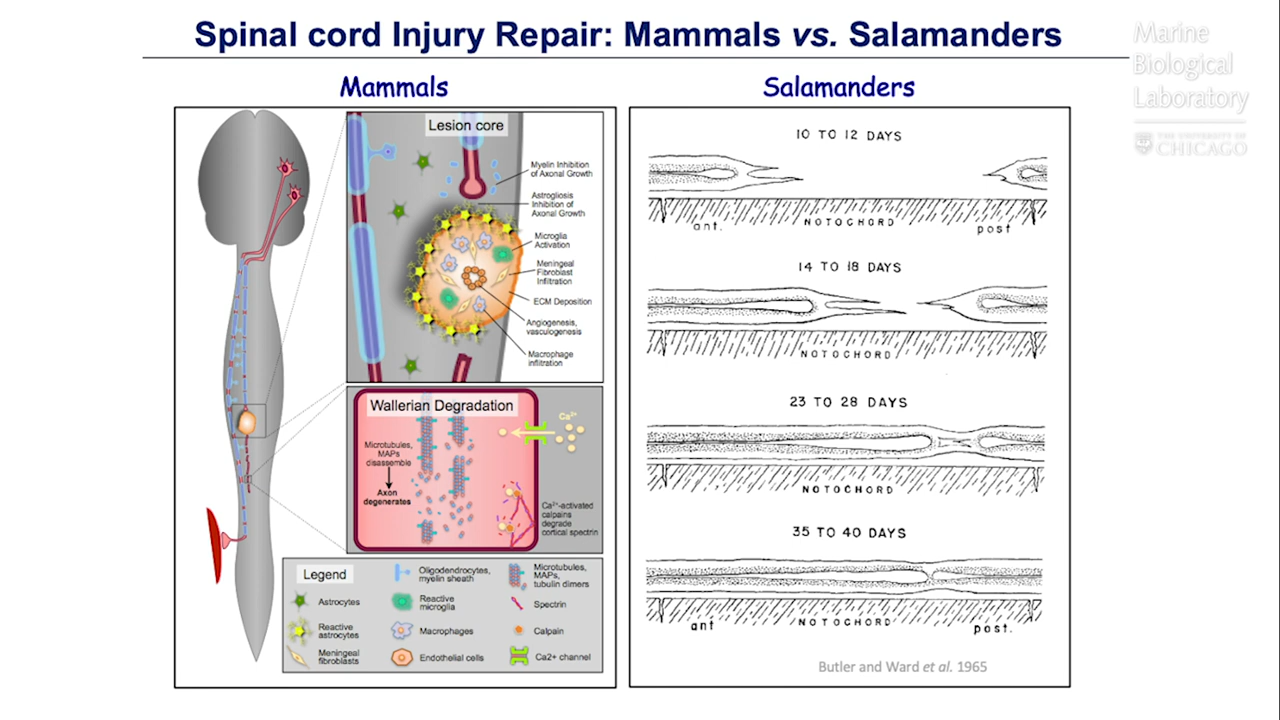 Spinal cord Injury Repair: Mammals vs. Salamanders
Marine
Biological
Laboratory
THE UNIVERSITY OF
CHICAGO
Mammals
Lesion core
Myelin Inhibition
of Axonal Growth
Astrogliosis
Inhibition of
Axonal Growth
Microglia
Activation
Meningeal
Fibroblast
Infiltration
ECM Deposition
Angiogenesis,
vasculogenesis
Macrophage
infiltration
Wallerian Degradation
Microtubules,
MAPs
disassemble
Axon
degenerates
Ca2+
Ca2+-activated
calpains
degrade
cortical spectrin
Legend
Astrocytes
Reactive
astrocytes
Meningeal
fibroblasts
Oligodendrocytes,
myelin sheath
Reactive
microglia
Macrophages
Endothelial cells
Microtubules,
MAPs,
tubulin dimers
Spectrin
Calpain
Ca2+ channel
Salamanders
10 TO 12 DAYS
NOTOCHORD
ant.
post
14 TO 18 DAYS
NOTOCHORD
23 TO 28 DAYS
NOTOCHORD
35 TO 40 DAYS
NOTOCHORD
ant
post.
Butler and Ward et al. 1965